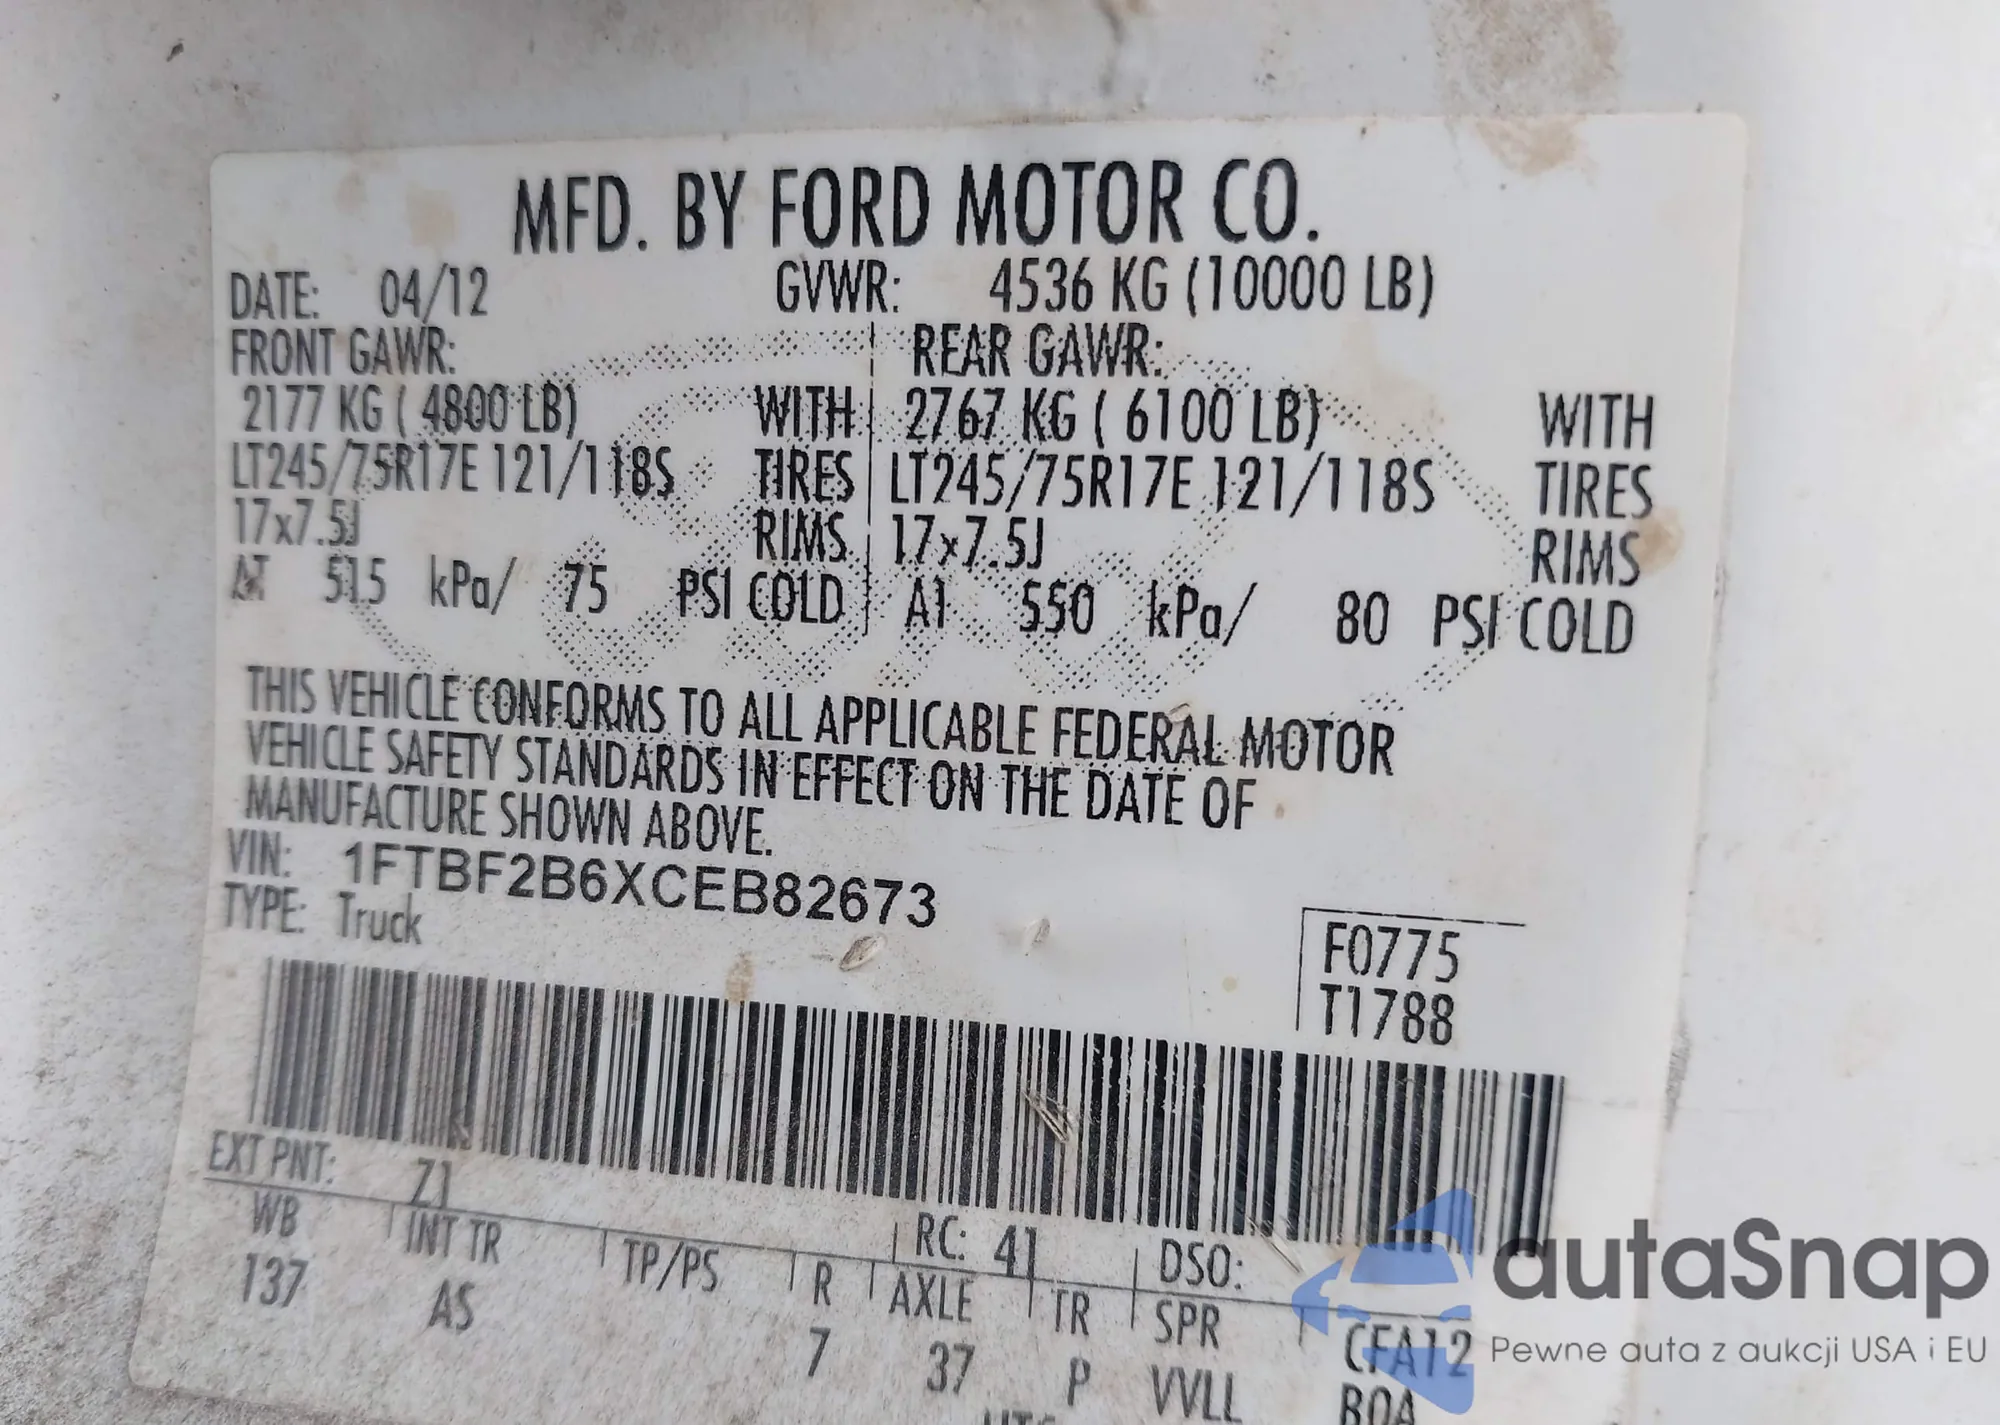 MFD. BY FORD MOTOR CO.
DATE: 04/12 GVWR: 4536 KG (10000 LB)
FRONT GAWR: REAR GAWR:
2177 KG ( 4800 LB) WITH 2767 KG ( 6100 LB) WITH
LT245/75R17E 121/118S TIRES LT245/75R17E 121/118S TIRES
17x7.5J RIMS 17x7.5J RIMS
AT 515 kPa/ 75 PSI COLD AT 550 kPa/ 80 PSI COLD
THIS VEHICLE CONFORMS TO ALL APPLICABLE FEDERAL MOTOR
VEHICLE SAFETY STANDARDS IN EFFECT ON THE DATE OF
MANUFACTURE SHOWN ABOVE.
VIN: 1FTBF2B6XCEB82673
TYPE: Truck
F0775
T1788
EXT PNT: Z1 RC: 41 DSO:
WB INT TR TP/PS R AXLE TR SPR CFA12
137 AS 7 37 P VVLL BOA
autaSnap
Pewne auta z aukcji USA i EU